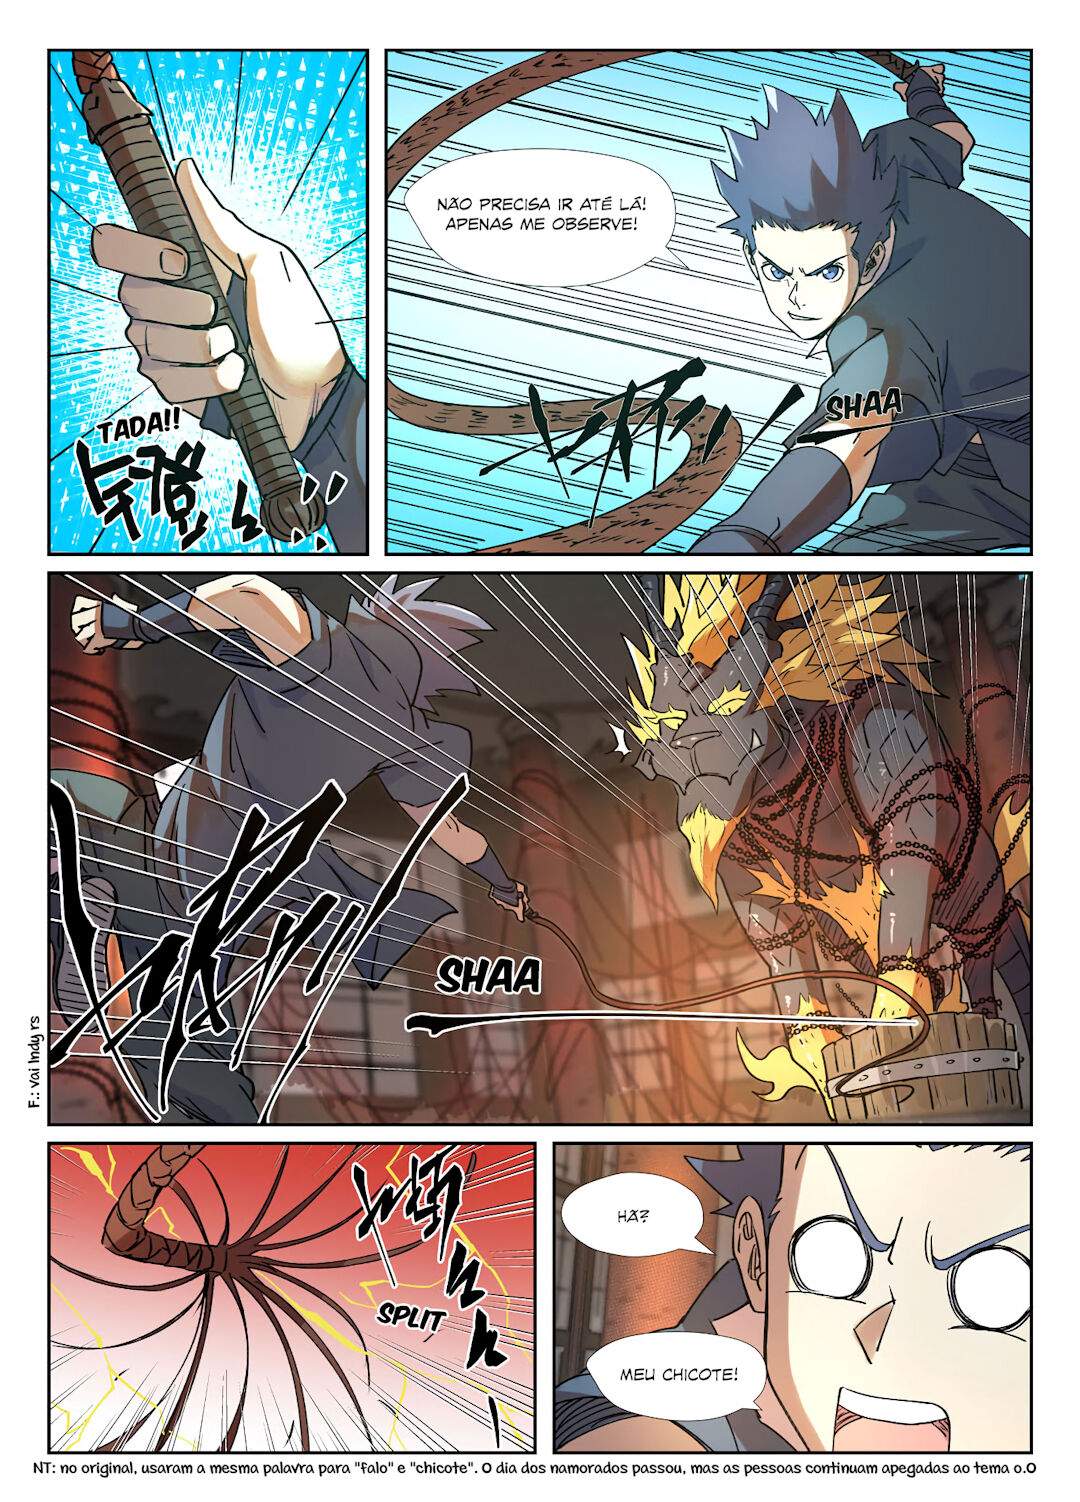 TADA!!
NÃO PRECISA IR ATÉ LÁ!
APENAS ME OBSERVE!
SHAA
SHAA
F.: vai Indy rs
SPLIT
HÃ?
MEU CHICOTE!
NT: no original, usaram a mesma palavra para "falo" e "chicote". O dia dos namorados passou, mas as pessoas continuam apegadas ao tema o.O